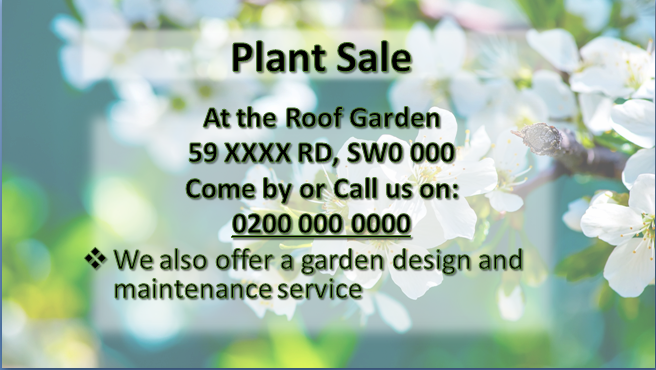 Plant Sale
At the Roof Garden
59 XXXX RD, SW0 000
Come by or Call us on:
0200 000 0000
❖ We also offer a garden design and
maintenance service